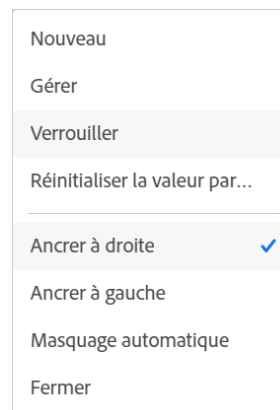 Nouveau
Gérer
Verrouiller
Réinitialiser la valeur par...
Ancrer à droite
Ancrer à gauche
Masquage automatique
Fermer